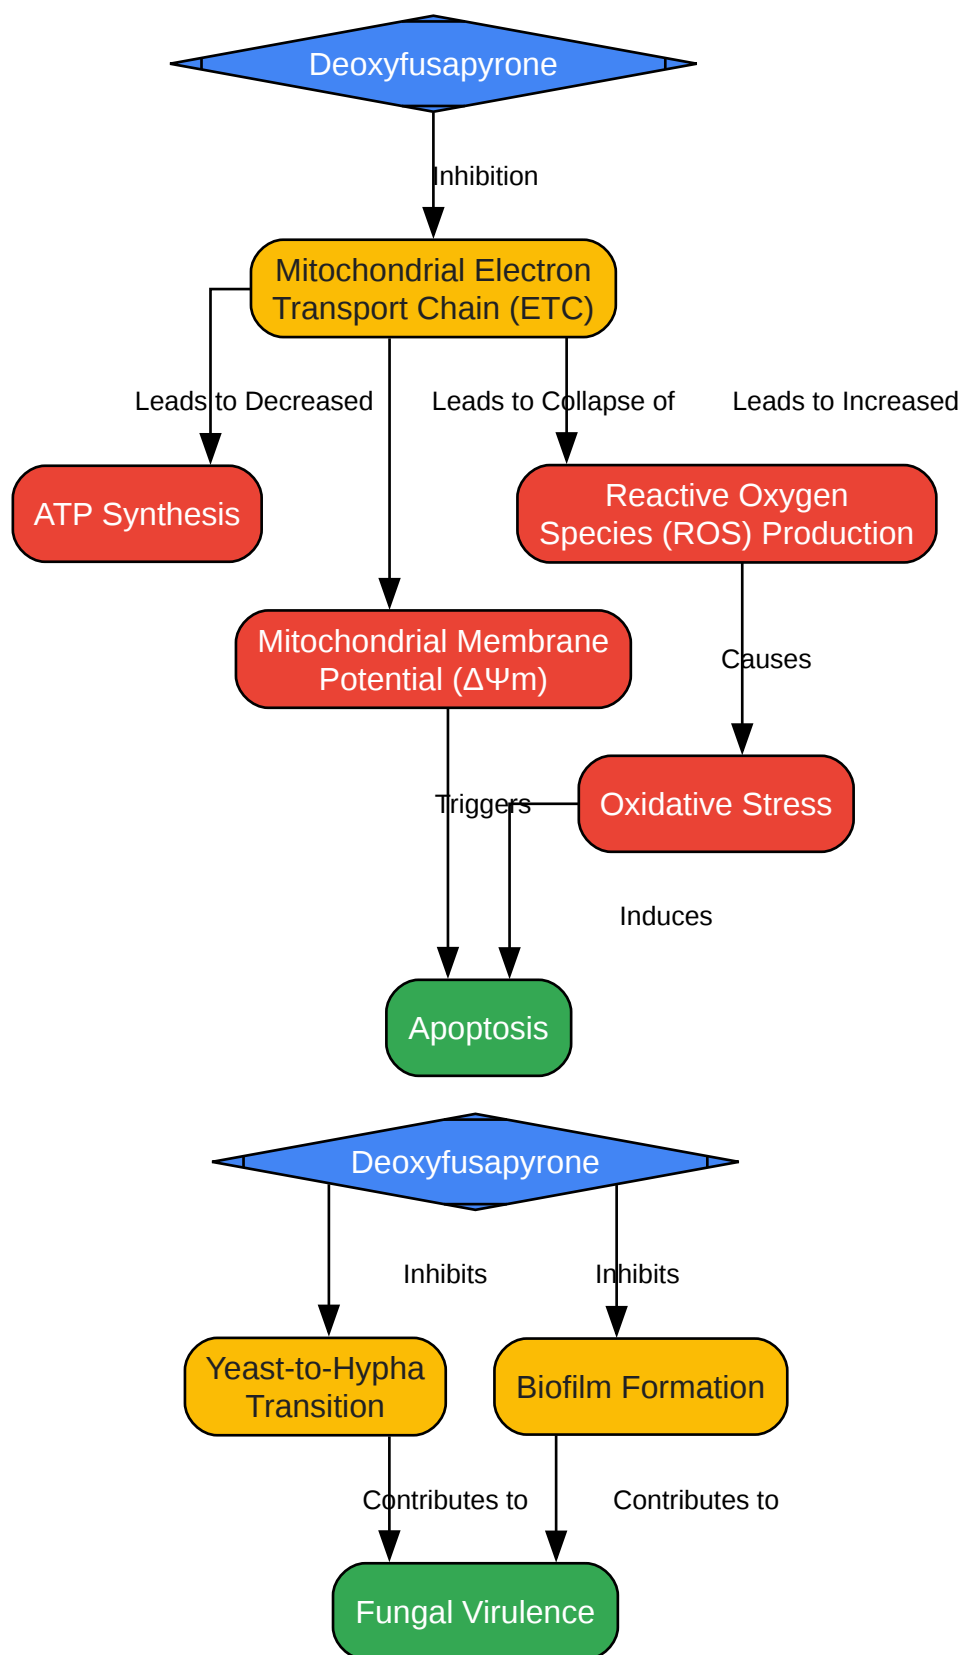 Deoxyfusapyrone
Inhibition
Mitochondrial Electron
Transport Chain (ETC)
Leads to Decreased
Leads to Collapse of
Leads to Increased
ATP Synthesis
Reactive Oxygen
Species (ROS) Production
Mitochondrial Membrane
Potential (ΔΨm)
Causes
Triggers
Oxidative Stress
Induces
Apoptosis
Deoxyfusapyrone
Inhibits
Inhibits
Yeast-to-Hypha
Transition
Biofilm Formation
Contributes to
Contributes to
Fungal Virulence